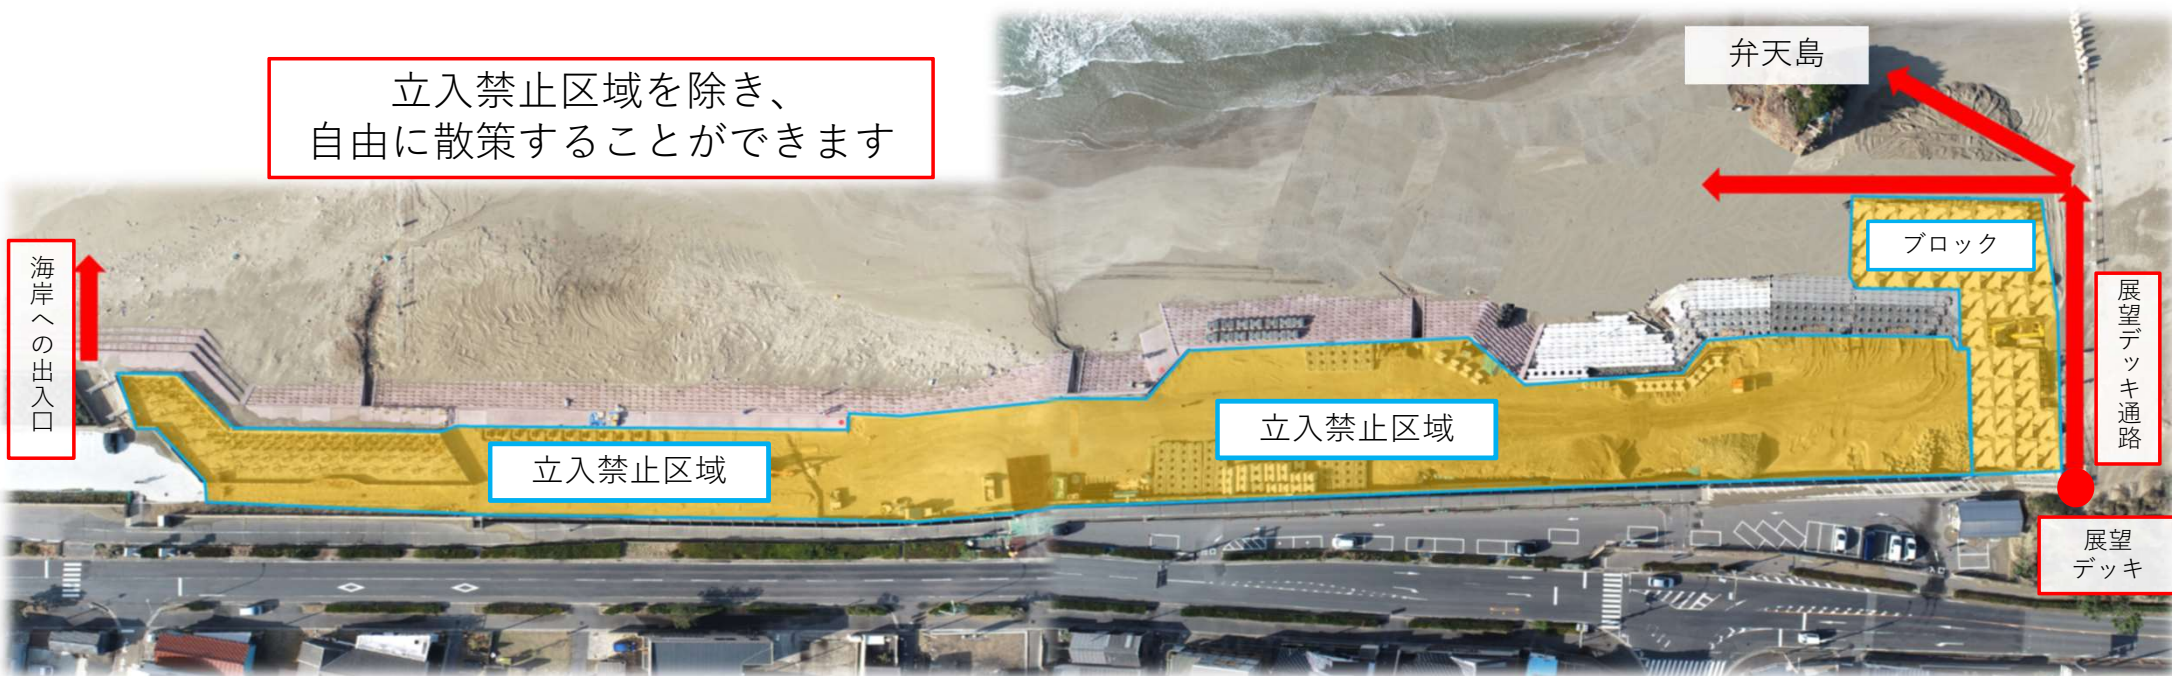 立入禁止区域を除き、
自由に散策することができます
弁天島
ブロック
海岸への出入口
展望デッキ通路
立入禁止区域
立入禁止区域
展望
デッキ